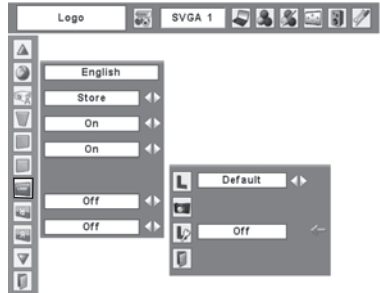 Logo
SVGA 1
English
Store
On
On
Default
Off
Off
Off